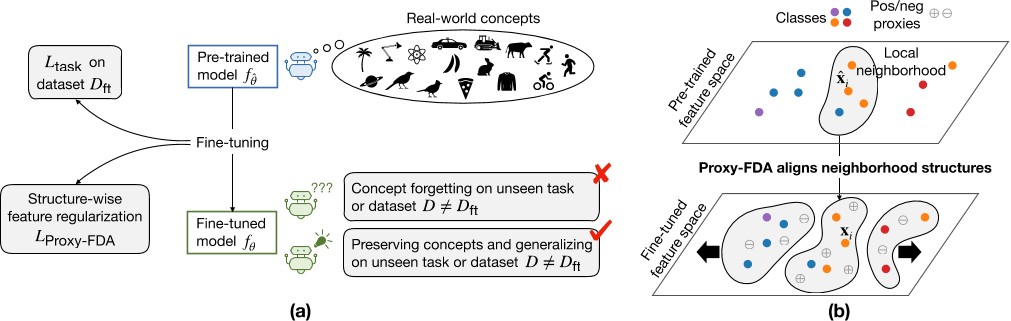 (a)
Real-world concepts
L_task on
dataset D_ft
Pre-trained
model f_θ̂
Fine-tuning
Structure-wise
feature regularization
L_Proxy-FDA
Fine-tuned
model f_θ
???
Concept forgetting on unseen task
or dataset D ≠ D_ft
Preserving concepts and generalizing
on unseen task or dataset D ≠ D_ft
(a)
(b)
Classes
Pos/neg
proxies
Pre-trained
feature space
Local
neighborhood
x̂_i
Proxy-FDA aligns neighborhood structures
Fine-tuned
feature space
x_i
(b)